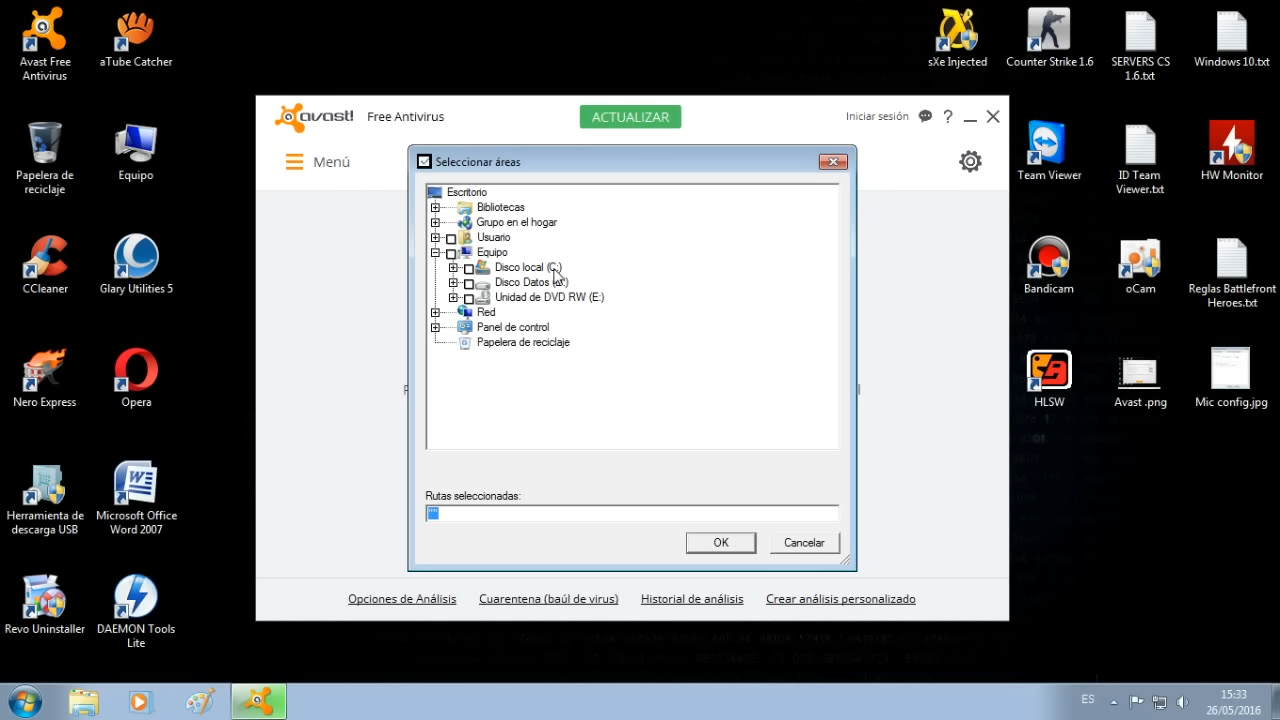 Avast Free
Antivirus
aTube Catcher
sXe Injected
Counter Strike 1.6
SERVERS CS
1.6.txt
Windows 10.txt
avast!
Free Antivirus
ACTUALIZAR
Iniciar sesión
?
Menú
Papelera de
reciclaje
Equipo
Team Viewer
ID Team
Viewer.txt
HW Monitor
Seleccionar áreas
Escritorio
Bibliotecas
Grupo en el hogar
Usuario
Equipo
Disco local (C:)
Disco Datos
Unidad de DVD RW (E:)
Red
Panel de control
Papelera de reciclaje
CCleaner
Glary Utilities 5
Bandicam
oCam
Reglas Battlefront
Heroes.txt
Nero Express
Opera
HLSW
Avast .png
Mic config.jpg
Rutas seleccionadas:
OK
Cancelar
Herramienta de
descarga USB
Microsoft Office
Word 2007
Opciones de Análisis
Cuarentena (baúl de virus)
Historial de análisis
Crear análisis personalizado
Revo Uninstaller
DAEMON Tools
Lite
ES
15:33
26/05/2016